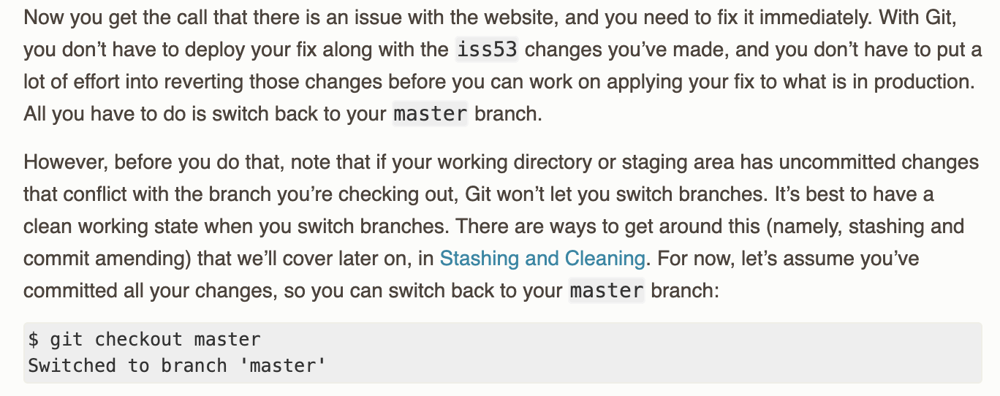 Now you get the call that there is an issue with the website, and you need to fix it immediately. With Git,
you don’t have to deploy your fix along with the iss53 changes you’ve made, and you don’t have to put a
lot of effort into reverting those changes before you can work on applying your fix to what is in production.
All you have to do is switch back to your master branch.
However, before you do that, note that if your working directory or staging area has uncommitted changes
that conflict with the branch you’re checking out, Git won’t let you switch branches. It’s best to have a
clean working state when you switch branches. There are ways to get around this (namely, stashing and
commit amending) that we’ll cover later on, in Stashing and Cleaning. For now, let’s assume you’ve
committed all your changes, so you can switch back to your master branch:
$ git checkout master
Switched to branch 'master'